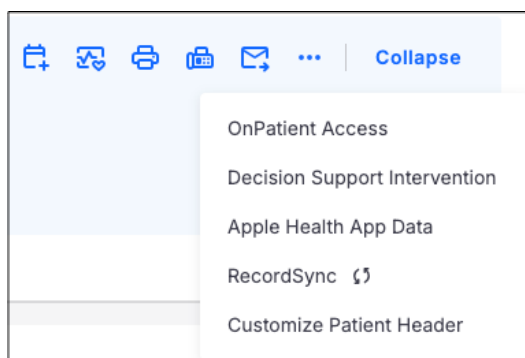 Collapse
OnPatient Access
Decision Support Intervention
Apple Health App Data
RecordSync
Customize Patient Header